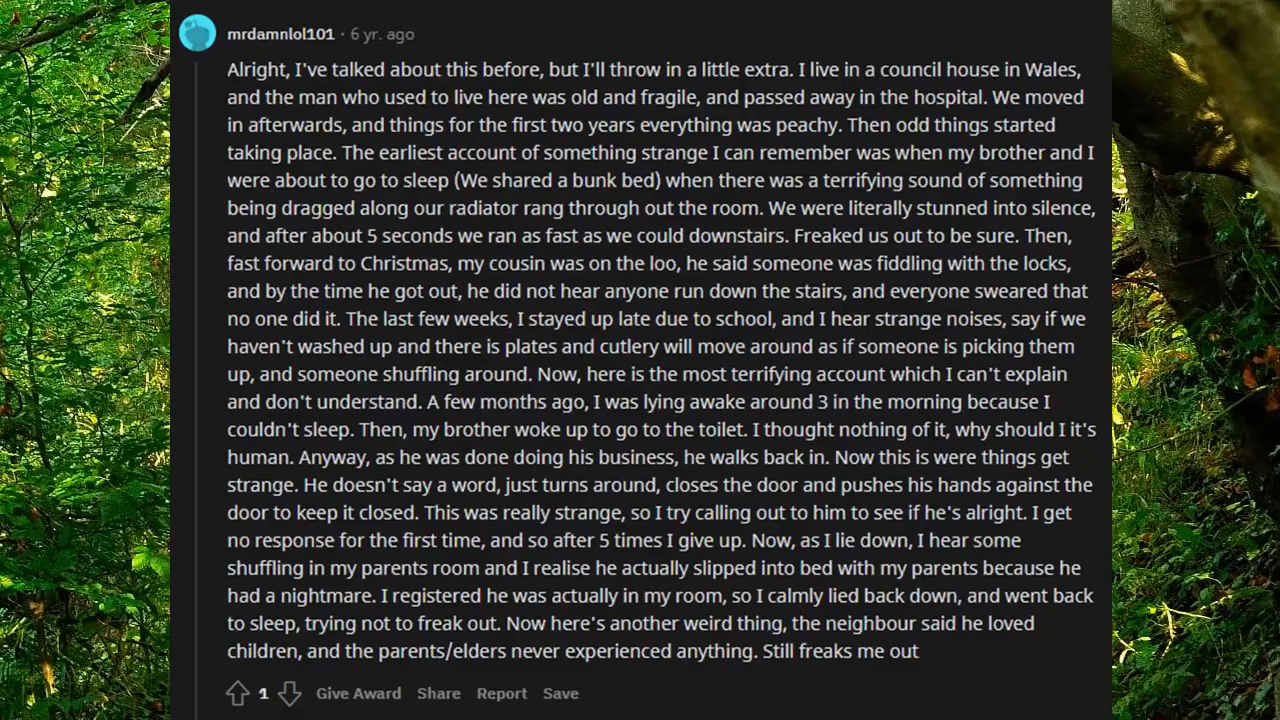 mrdamnlol101 · 6 yr. ago
Alright, I've talked about this before, but I'll throw in a little extra. I live in a council house in Wales,
and the man who used to live here was old and fragile, and passed away in the hospital. We moved
in afterwards, and things for the first two years everything was peachy. Then odd things started
taking place. The earliest account of something strange I can remember was when my brother and I
were about to go to sleep (We shared a bunk bed) when there was a terrifying sound of something
being dragged along our radiator rang through out the room. We were literally stunned into silence,
and after about 5 seconds we ran as fast as we could downstairs. Freaked us out to be sure. Then,
fast forward to Christmas, my cousin was on the loo, he said someone was fiddling with the locks,
and by the time he got out, he did not hear anyone run down the stairs, and everyone sweared that
no one did it. The last few weeks, I stayed up late due to school, and I hear strange noises, say if we
haven't washed up and there is plates and cutlery will move around as if someone is picking them
up, and someone shuffling around. Now, here is the most terrifying account which I can't explain
and don't understand. A few months ago, I was lying awake around 3 in the morning because I
couldn't sleep. Then, my brother woke up to go to the toilet. I thought nothing of it, why should I it's
human. Anyway, as he was done doing his business, he walks back in. Now this is were things get
strange. He doesn't say a word, just turns around, closes the door and pushes his hands against the
door to keep it closed. This was really strange, so I try calling out to him to see if he's alright. I get
no response for the first time, and so after 5 times I give up. Now, as I lie down, I hear some
shuffling in my parents room and I realise he actually slipped into bed with my parents because he
had a nightmare. I registered he was actually in my room, so I calmly lied back down, and went back
to sleep, trying not to freak out. Now here's another weird thing, the neighbour said he loved
children, and the parents/elders never experienced anything. Still freaks me out
1 Give Award Share Report Save